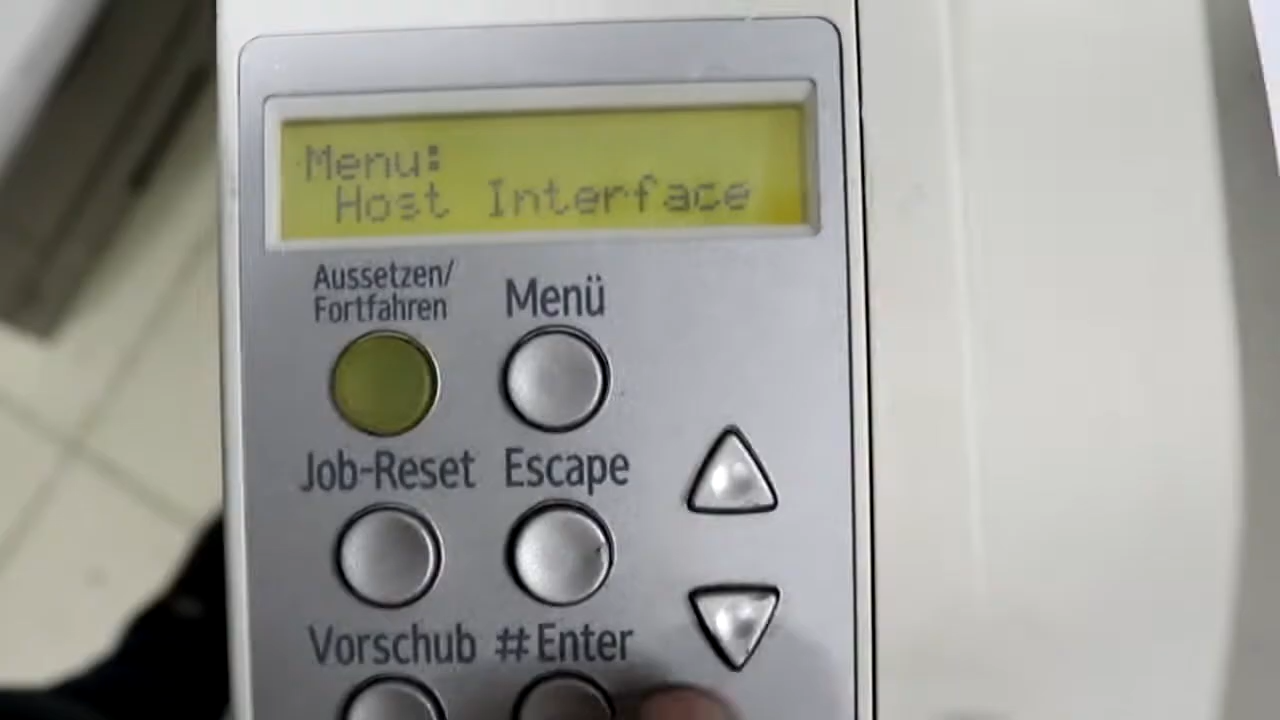 Menu:
Host Interface
Aussetzen/
Fortfahren
Menü
Job-Reset
Escape
Vorschub
#Enter